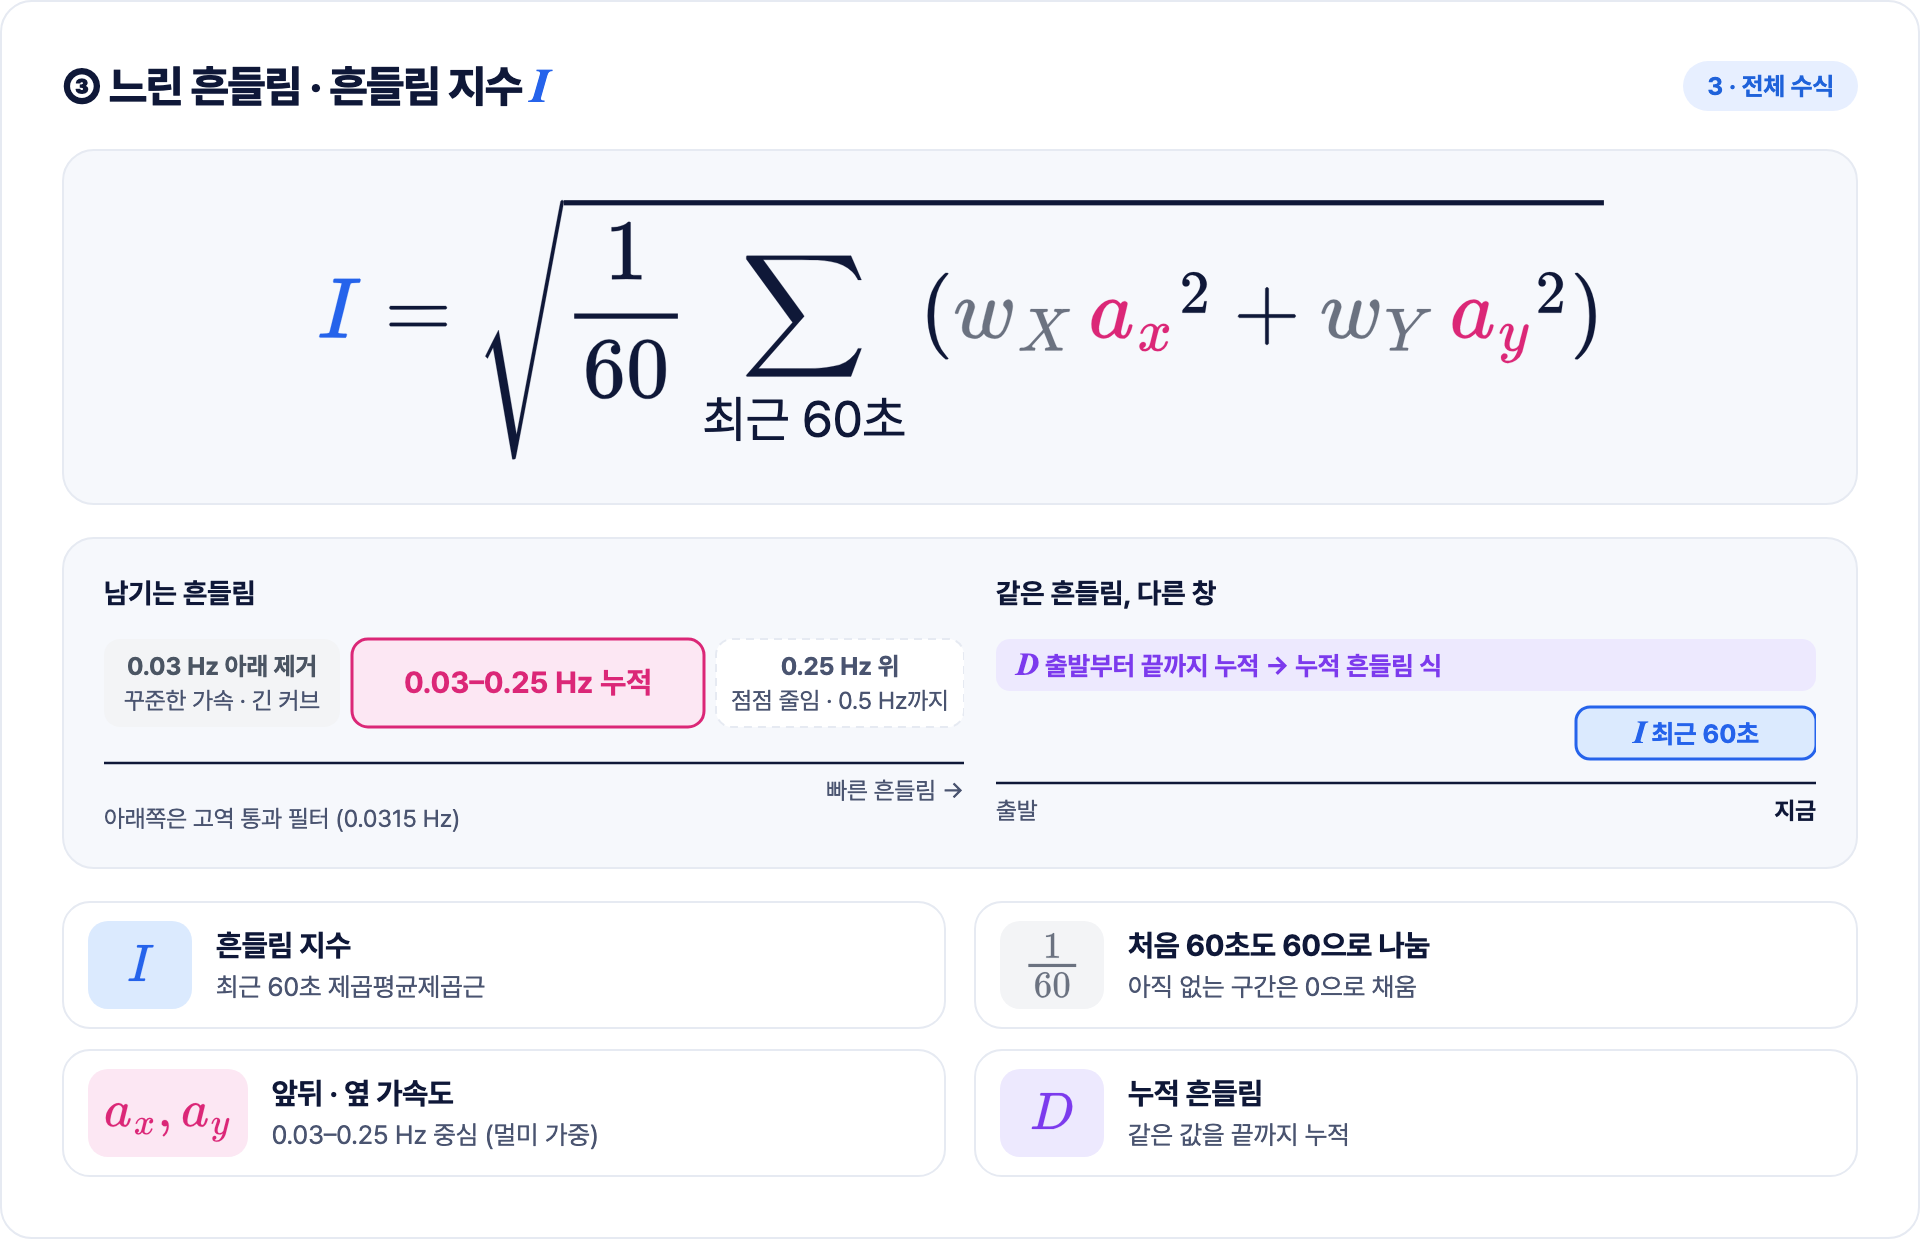 ❸ 느린 흔들림 · 흔들림 지수 I
3 · 전체 수식
I = √ 1/60 ∑ 최근 60초 (w_X a_x² + w_Y a_y²)
남기는 흔들림
0.03 Hz 아래 제거
꾸준한 가속 · 긴 커브
0.03–0.25 Hz 누적
0.25 Hz 위
점점 줄임 · 0.5 Hz까지
빠른 흔들림 →
아래쪽은 고역 통과 필터 (0.0315 Hz)
같은 흔들림, 다른 창
D 출발부터 끝까지 누적 → 누적 흔들림 식
I 최근 60초
출발
지금
I
흔들림 지수
최근 60초 제곱평균제곱근
1/60
처음 60초도 60으로 나눔
아직 없는 구간은 0으로 채움
a_x, a_y
앞뒤 · 옆 가속도
0.03–0.25 Hz 중심 (멀미 가중)
D
누적 흔들림
같은 값을 끝까지 누적